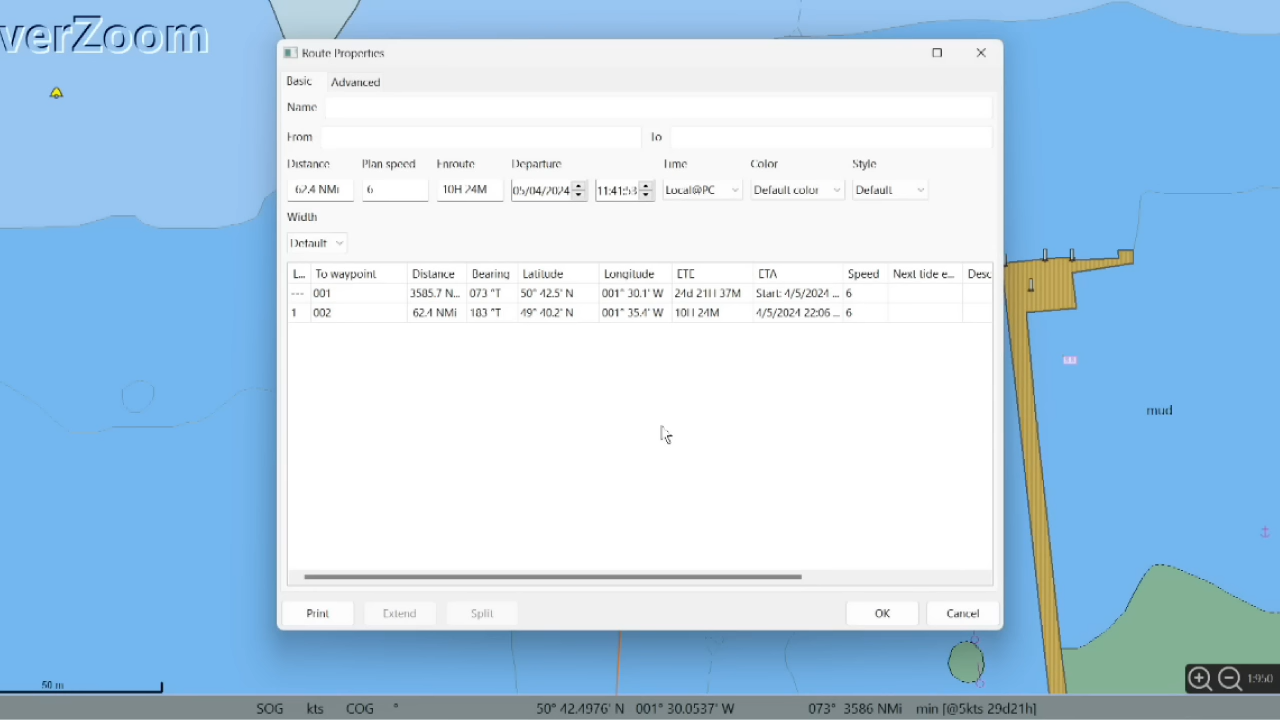 verZoom
Route Properties
Basic Advanced
Name
From To
Distance Plan speed Enroute Departure Time Color Style
62.4 NMi 6 10H 24M 05/04/2024 11:41:53 Local@PC Default color Default
Width
Default
L... To waypoint Distance Bearing Latitude Longitude ETE ETA Speed Next tide e... Desc
--- 001 3585.7 N... 073 °T 50° 42.5' N 001° 30.1' W 24d 21H 37M Start: 4/5/2024 ... 6
1 002 62.4 NMi 183 °T 49° 40.2' N 001° 35.4' W 10H 24M 4/5/2024 22:06 ... 6
mud
Print Extend Split OK Cancel
50 m
1:950
SOG kts COG ° 50° 42.4976' N 001° 30.0537' W 073° 3586 NMi min [@5kts 29d21h]